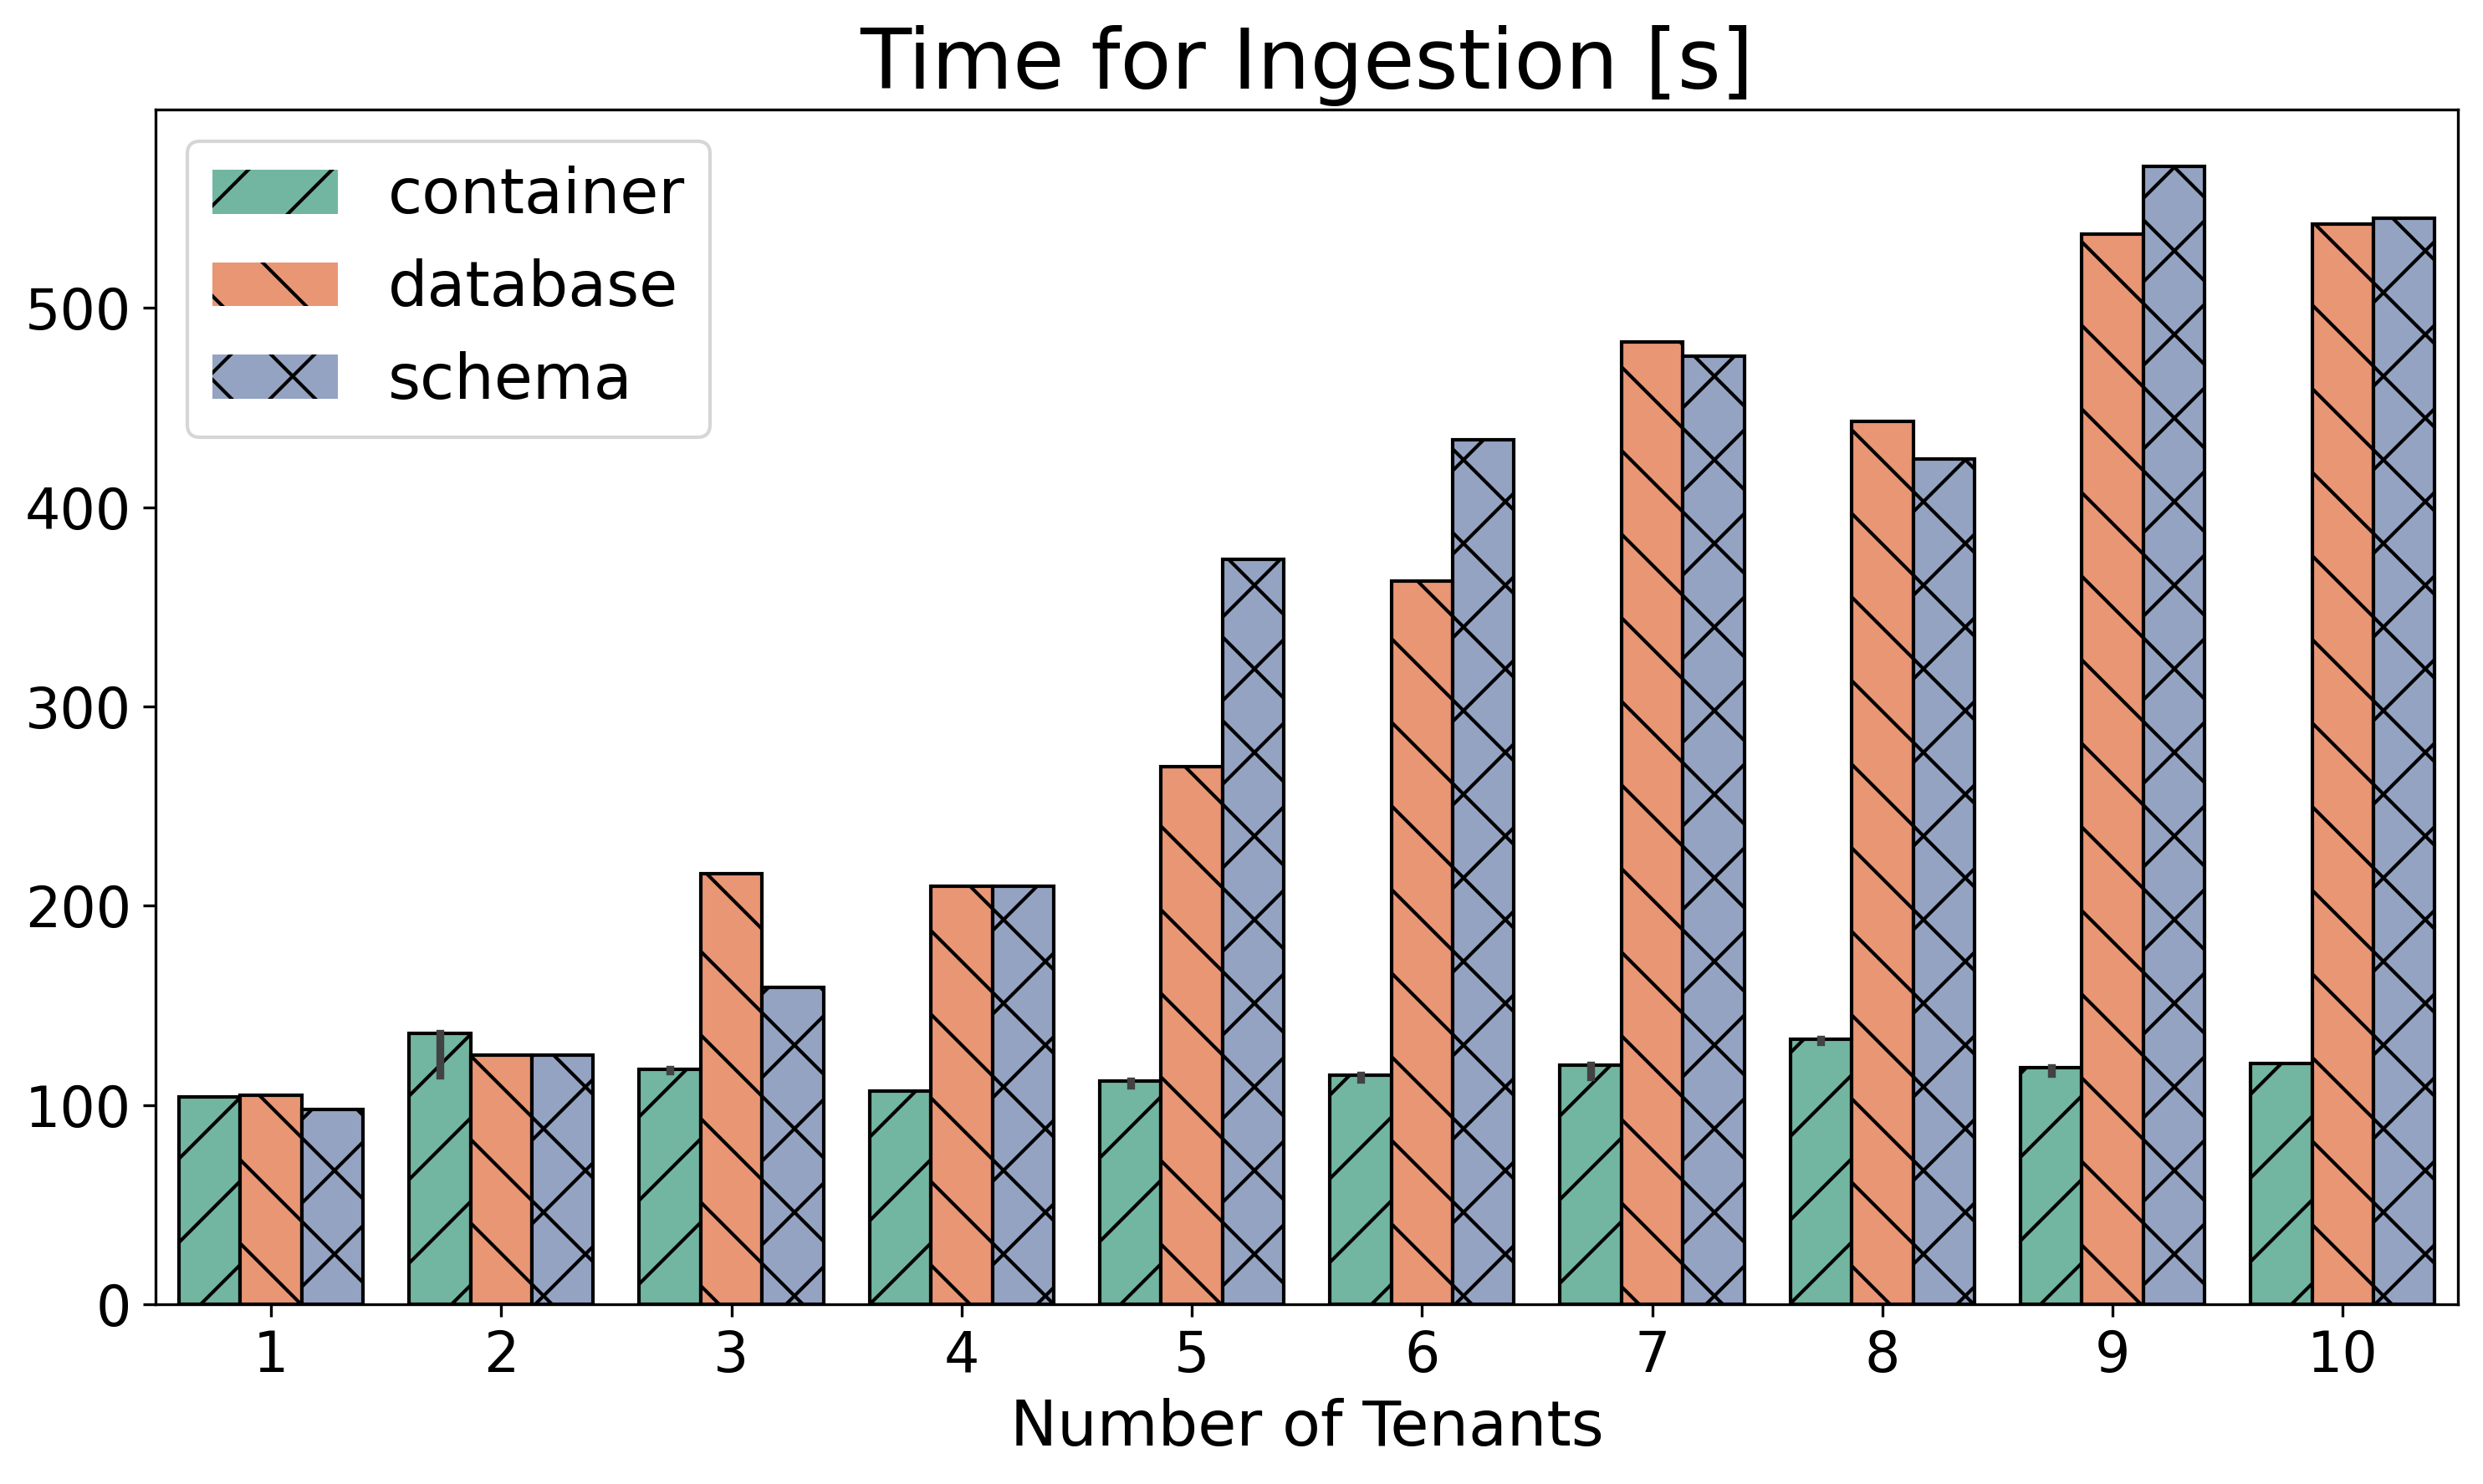 Time for Ingestion [s]
container
database
schema
500
400
300
200
100
0
1 2 3 4 5 6 7 8 9 10
Number of Tenants